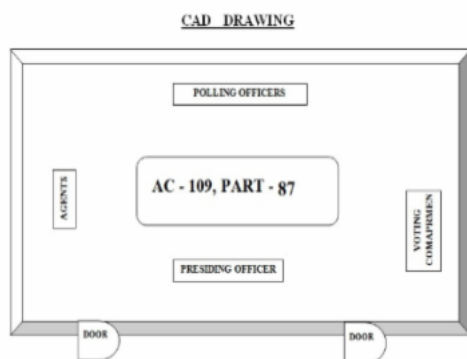 CAD DRAWING
POLLING OFFICERS
AGENTS
AC - 109, PART - 87
VOTING
COMAPRMEN
PRESIDING OFFICER
DOOR
DOOR